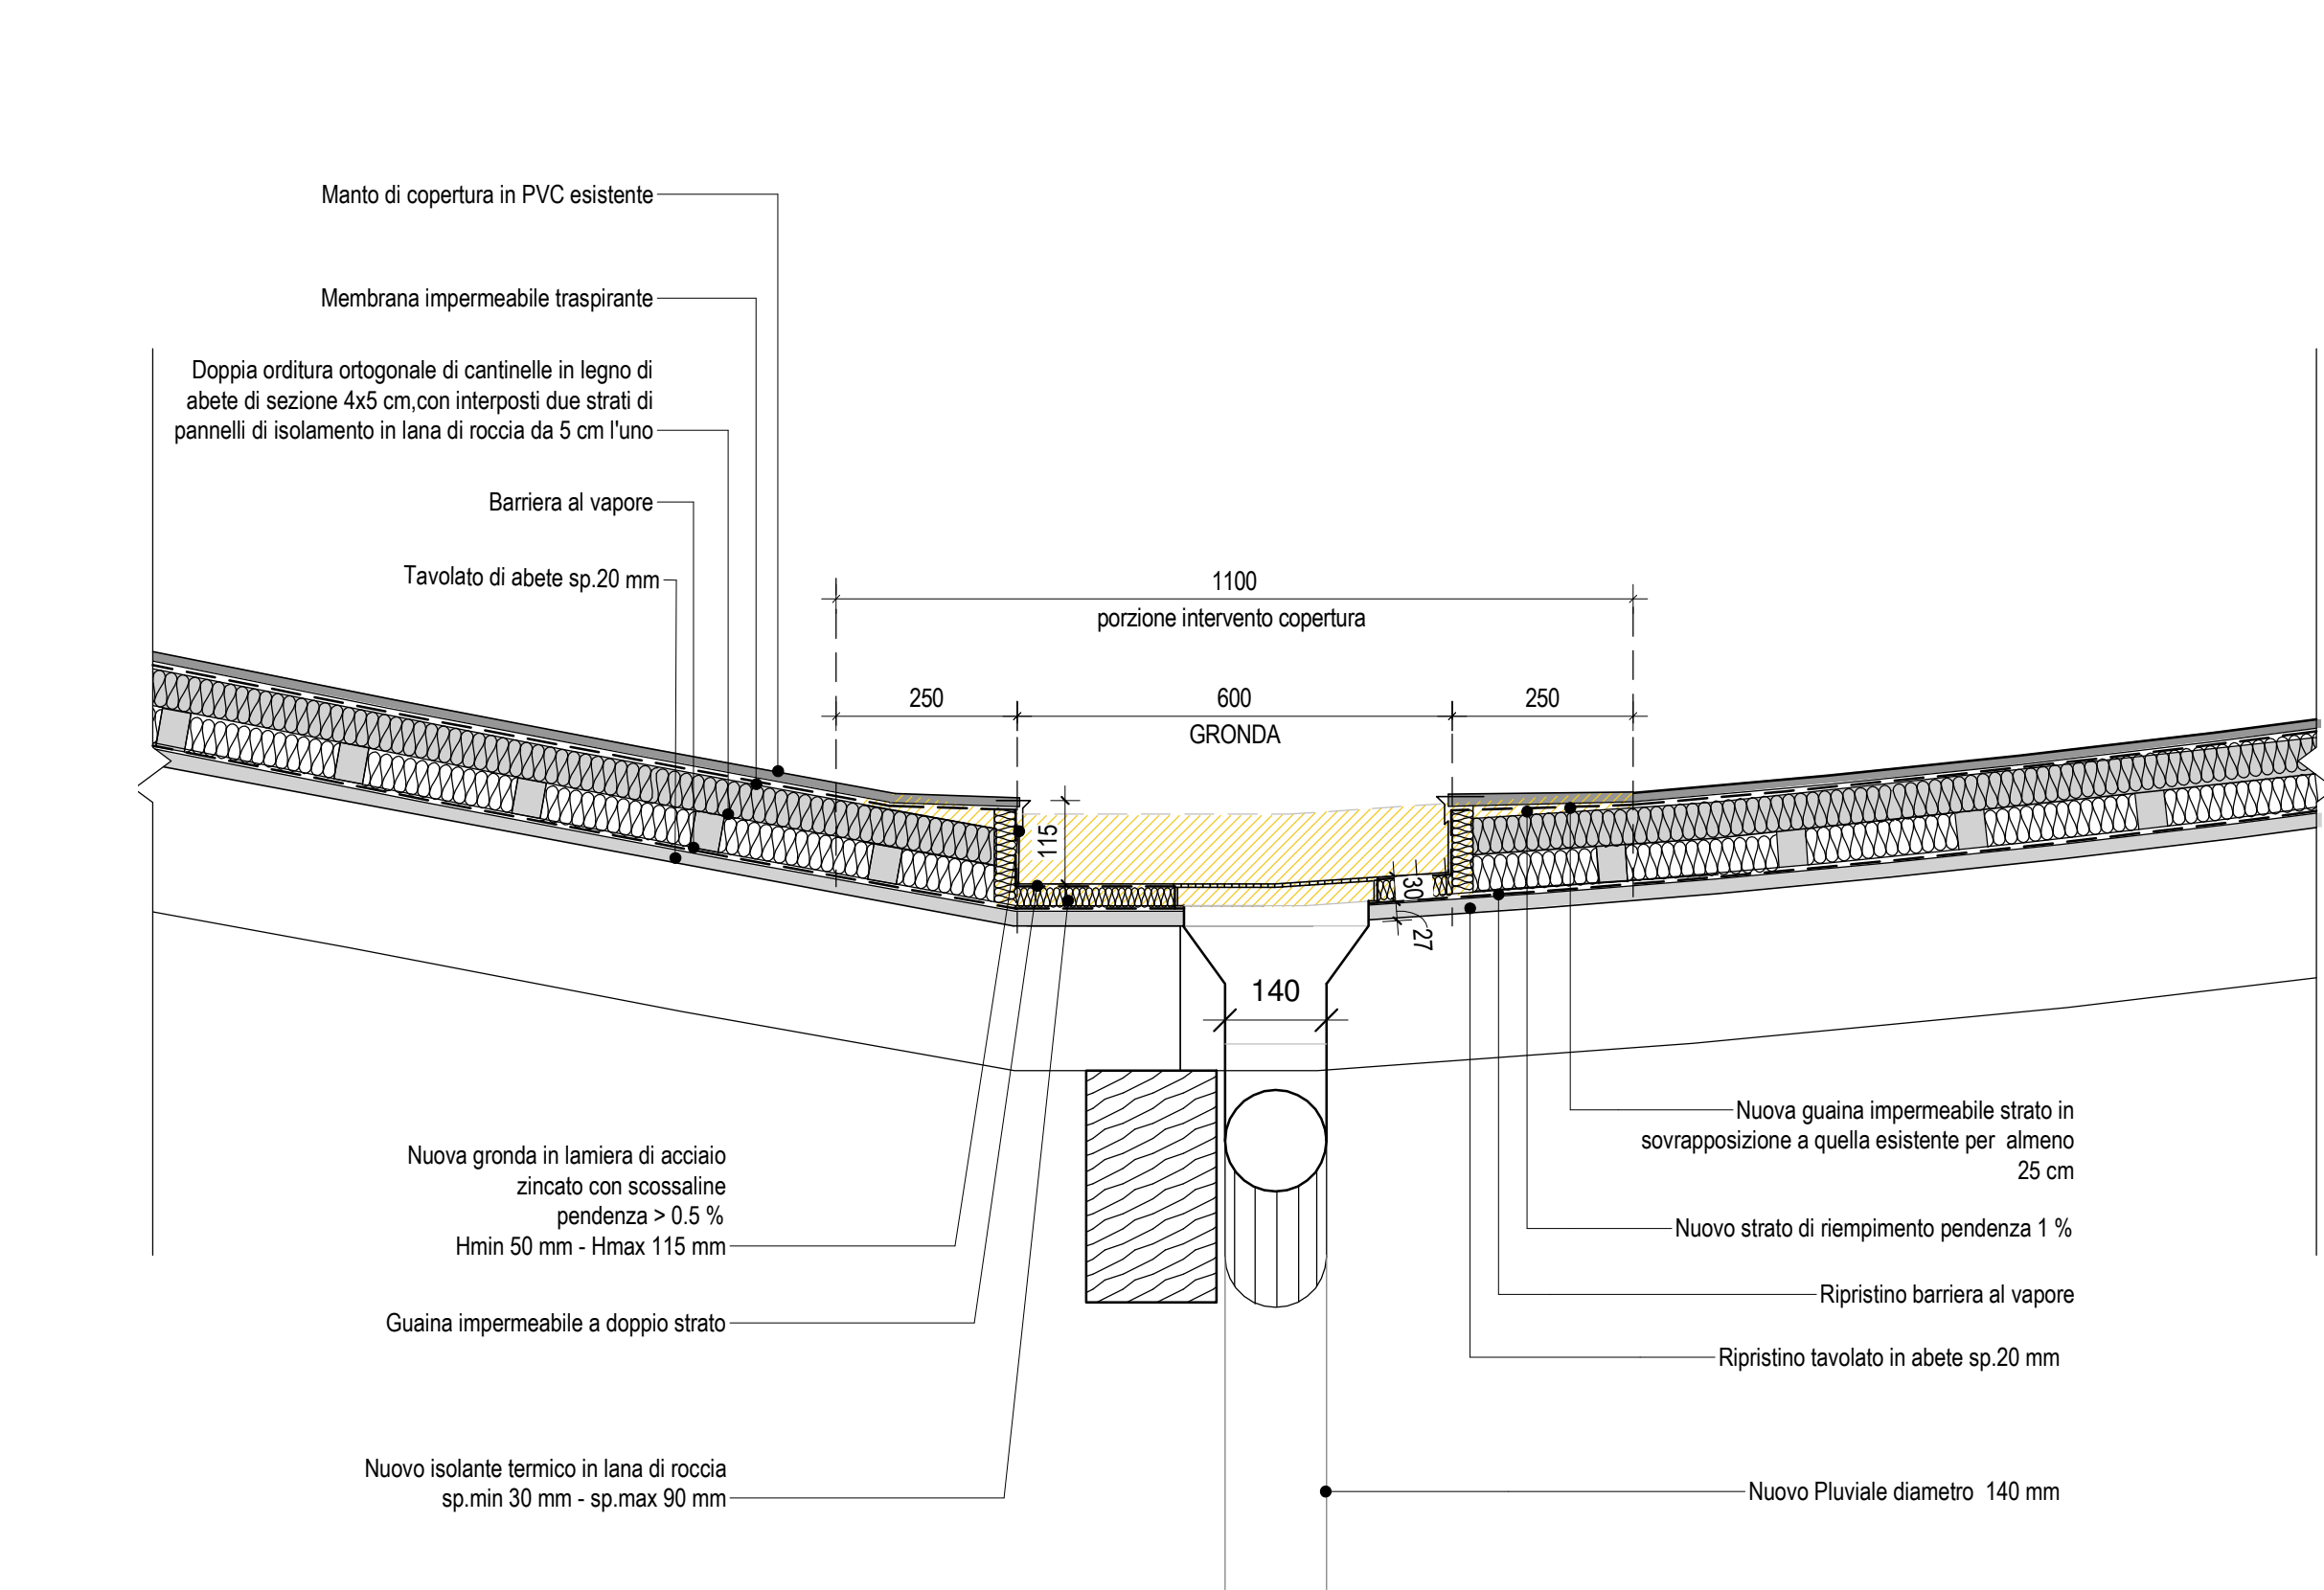 Manto di copertura in PVC esistente
Membrana impermeabile traspirante
Doppia orditura ortogonale di cantinelle in legno di
abete di sezione 4x5 cm,con interposti due strati di
pannelli di isolamento in lana di roccia da 5 cm l'uno
Barriera al vapore
Tavolato di abete sp.20 mm
1100
porzione intervento copertura
250
600
250
GRONDA
115
30
27
140
Nuova gronda in lamiera di acciaio
zincato con scossaline
pendenza > 0.5 %
Hmin 50 mm - Hmax 115 mm
Guaina impermeabile a doppio strato
Nuovo isolante termico in lana di roccia
sp.min 30 mm - sp.max 90 mm
Nuova guaina impermeabile strato in
sovrapposizione a quella esistente per almeno
25 cm
Nuovo strato di riempimento pendenza 1 %
Ripristino barriera al vapore
Ripristino tavolato in abete sp.20 mm
Nuovo Pluviale diametro 140 mm